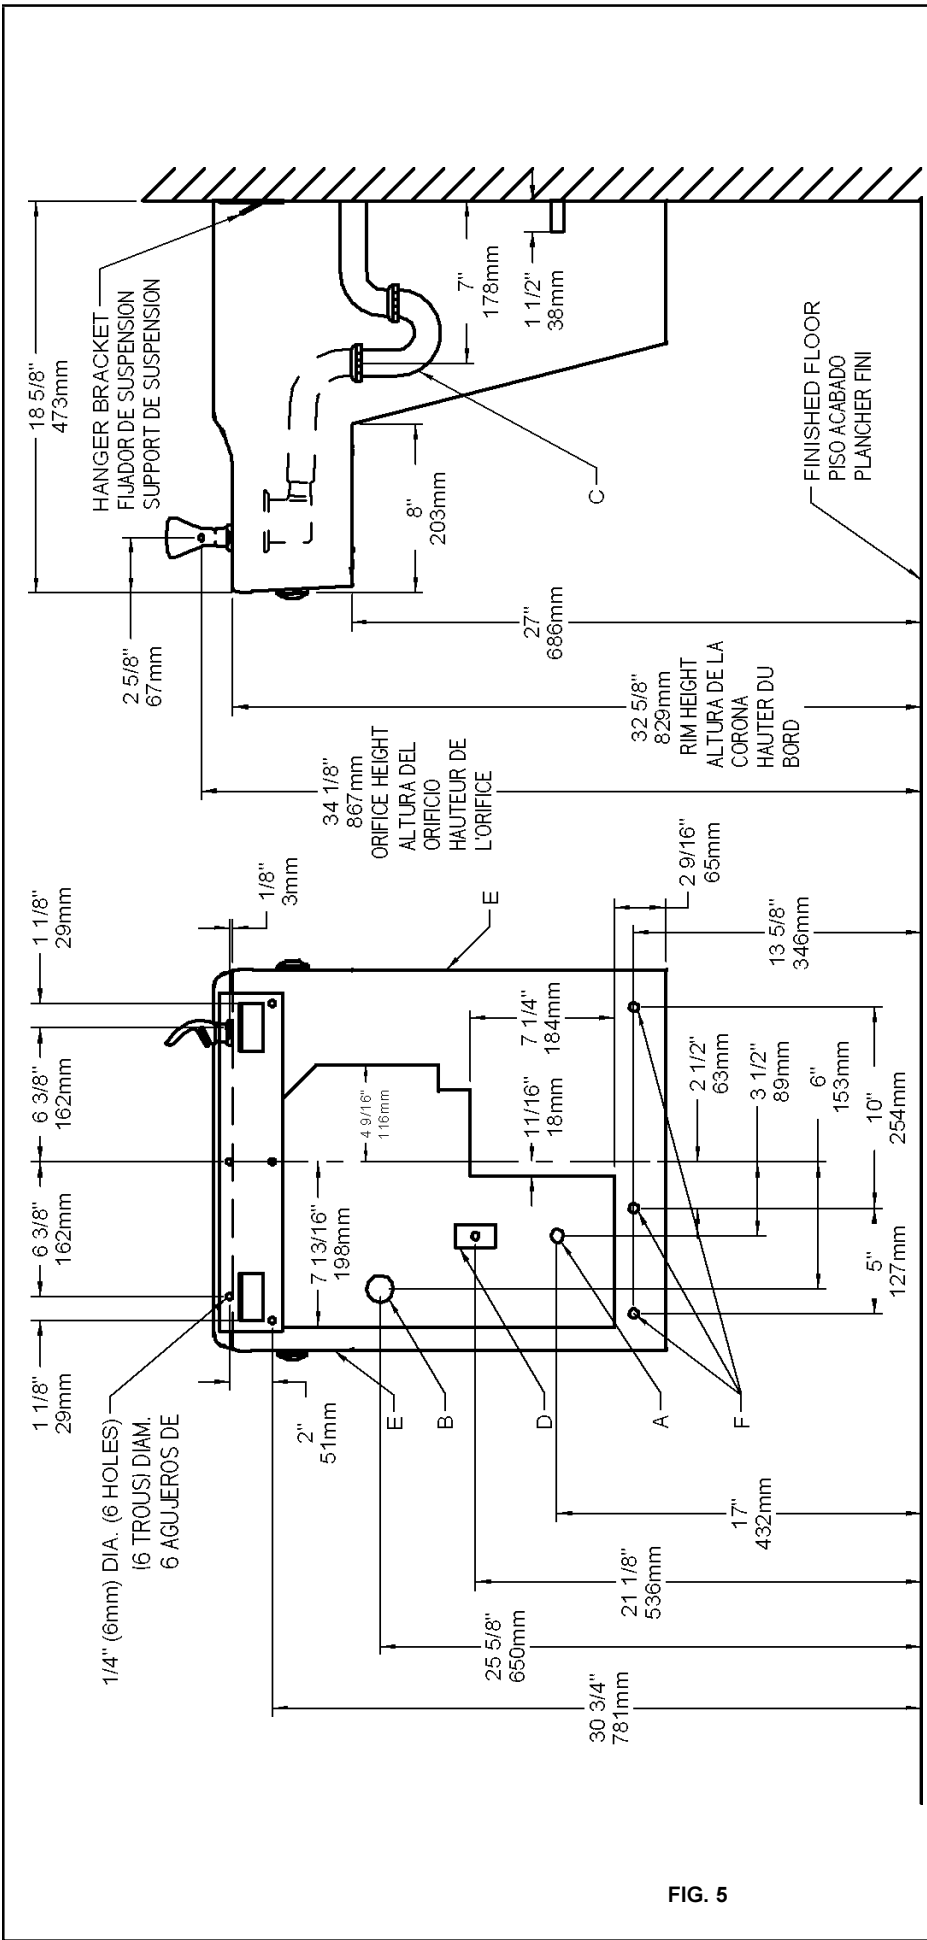 1/4" (6mm) DIA. (6 HOLES)
(6 TROUS) DIAM.
6 AGUJEROS DE
1 1/8"
29mm
6 3/8"
162mm
6 3/8"
162mm
1 1/8"
29mm
1/8"
3mm
2"
51mm
7 13/16"
198mm
4 9/16"
116mm
11/16"
18mm
7 1/4"
184mm
2 9/16"
65mm
13 5/8"
346mm
2 1/2"
63mm
3 1/2"
89mm
6"
153mm
10"
254mm
5"
127mm
E
E
B
D
A
F
17"
432mm
21 1/8"
536mm
25 5/8"
650mm
30 3/4"
781mm
18 5/8"
473mm
HANGER BRACKET
FIJADOR DE SUSPENSION
SUPPORT DE SUSPENSION
2 5/8"
67mm
34 1/8"
867mm
ORIFICE HEIGHT
ALTURA DEL
ORIFICIO
HAUTEUR DE
L'ORIFICE
32 5/8"
829mm
RIM HEIGHT
ALTURA DE LA
CORONA
HAUTER DU
BORD
27"
686mm
8"
203mm
7"
178mm
1 1/2"
38mm
C
FINISHED FLOOR
PISO ACABADO
PLANCHER FINI
FIG. 5